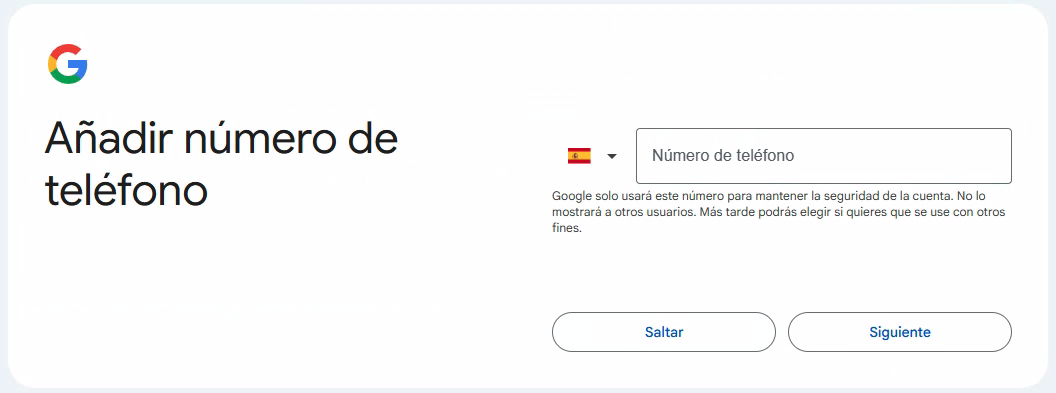 Añadir número de
teléfono
Número de teléfono
Google solo usará este número para mantener la seguridad de la cuenta. No lo
mostrará a otros usuarios. Más tarde podrás elegir si quieres que se use con otros
fines.
Saltar
Siguiente